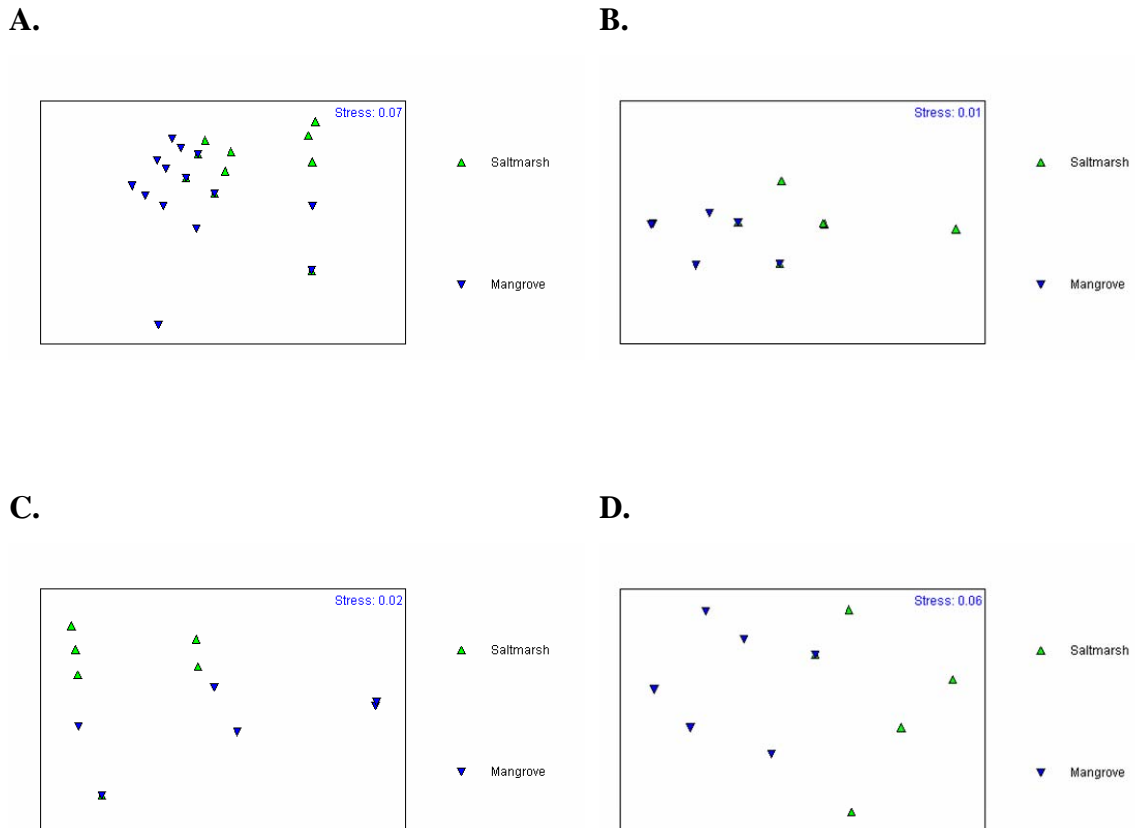 A.
Stress: 0.07
Saltmarsh
Mangrove
B.
Stress: 0.01
Saltmarsh
Mangrove
C.
Stress: 0.02
Saltmarsh
Mangrove
D.
Stress: 0.06
Saltmarsh
Mangrove